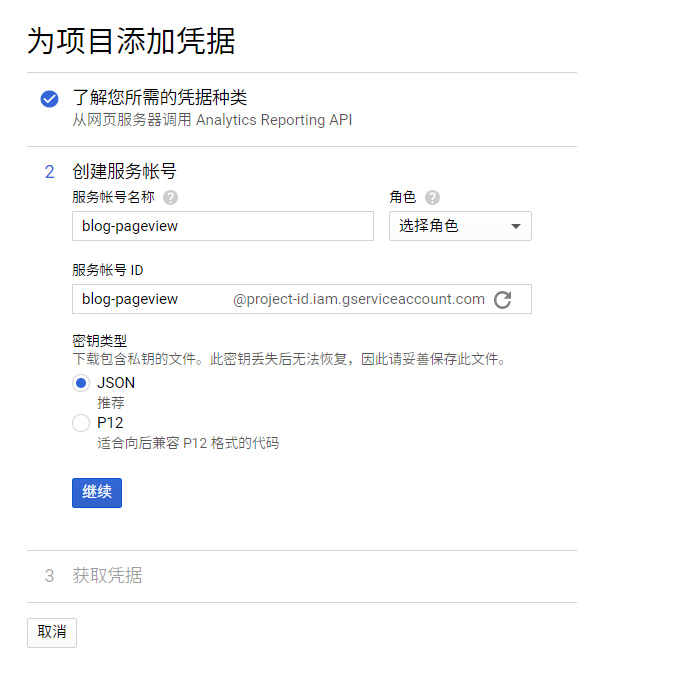 为项目添加凭据
了解您所需的凭据种类
从网页服务器调用 Analytics Reporting API
2 创建服务帐号
服务帐号名称 ? 角色 ?
blog-pageview 选择角色
服务帐号 ID
blog-pageview @project-id.iam.gserviceaccount.com
密钥类型
下载包含私钥的文件。此密钥丢失后无法恢复，因此请妥善保存此文件。
JSON
推荐
P12
适合向后兼容 P12 格式的代码
继续
3 获取凭据
取消